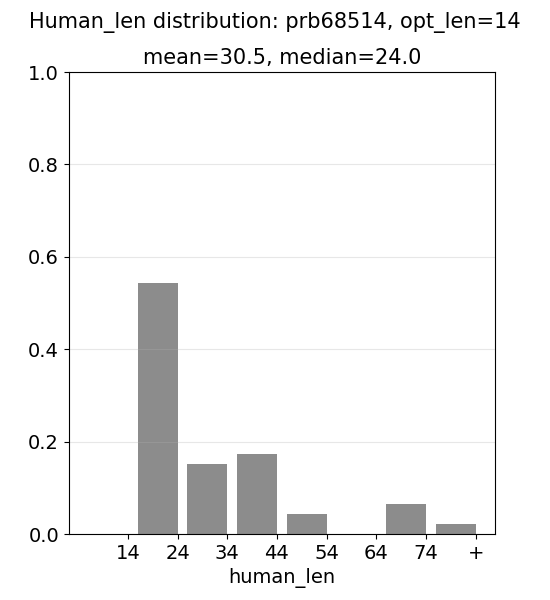 Human_len distribution: prb68514, opt_len=14
mean=30.5, median=24.0
1.0
0.8
0.6
0.4
0.2
0.0
14 24 34 44 54 64 74 +
human_len